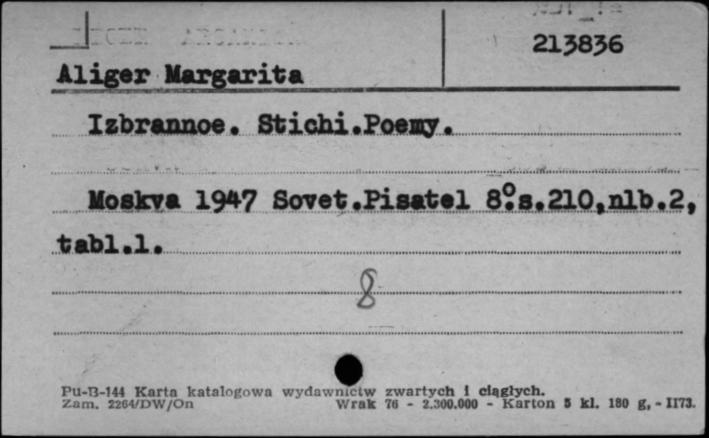 213836
Aliger Margarita
Izbrannoe. Stichi.Poemy.
Moskva 1947 Sovet.Pisatel 8°.s.210,nlb.2,
tabl.1.
8
Pu-B-144 Karta katalogowa wydawnictw zwartych i ciągłych.
Zam. 2264/DW/On Wrak 76 - 2.300.000 - Karton 5 kl. 180 g, - II73.